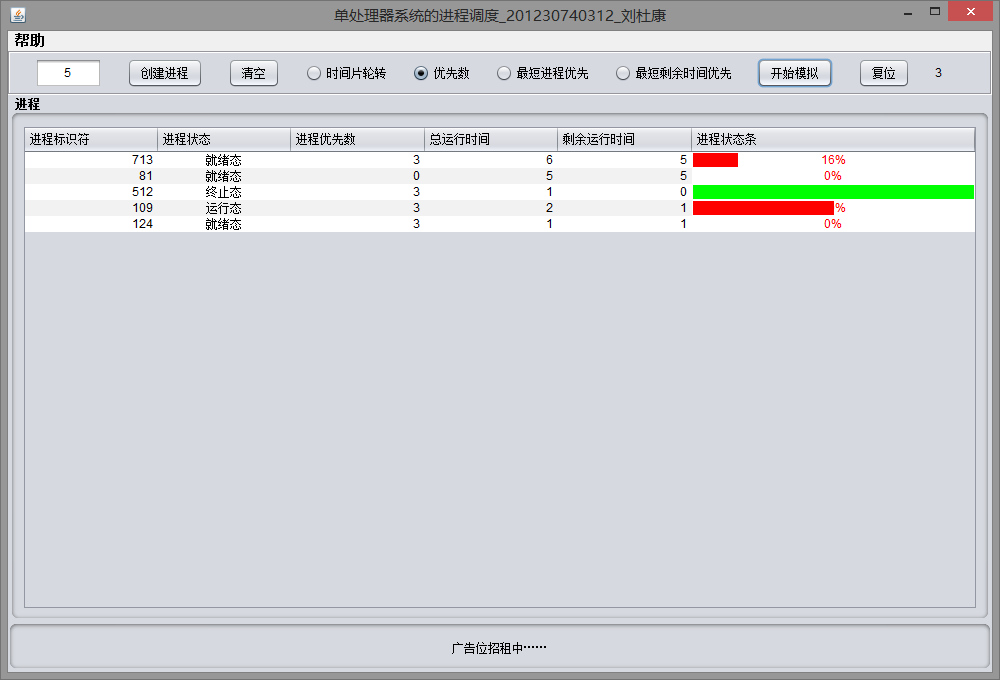 单处理器系统的进程调度_201230740312_刘杜康
帮助
5 创建进程 清空 时间片轮转 优先数 最短进程优先 最短剩余时间优先 开始模拟 复位 3
进程
进程标识符 进程状态 进程优先数 总运行时间 剩余运行时间 进程状态条
713 就绪态 3 6 5 16%
81 就绪态 0 5 5 0%
512 终止态 3 1 0
109 运行态 3 2 1 %
124 就绪态 3 1 1 0%
广告位招租中······